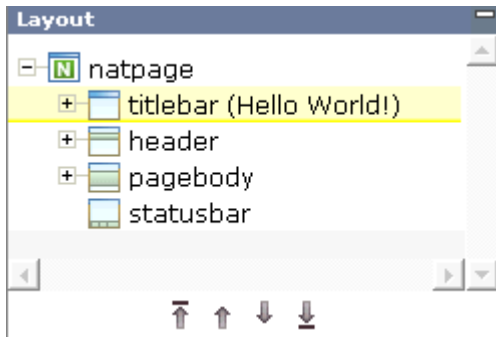 Layout
natpage
titlebar (Hello World!)
header
pagebody
statusbar